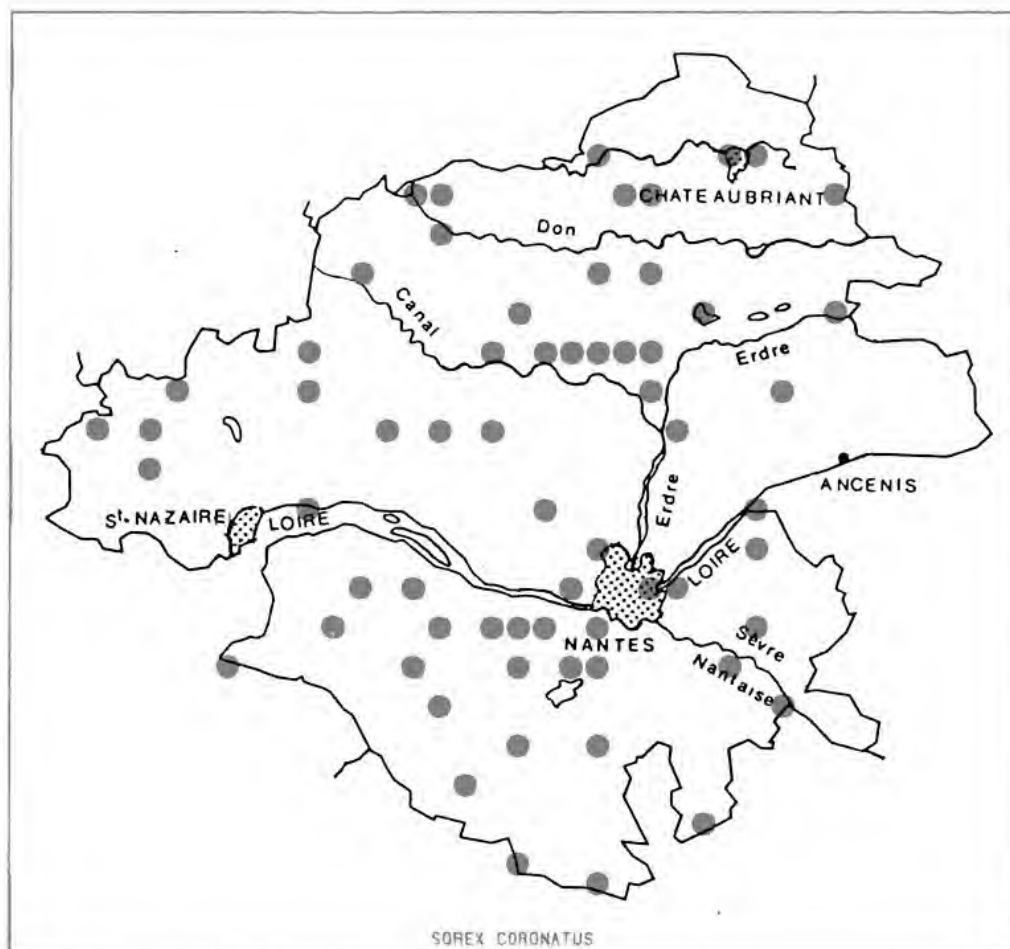 CHATEAUBRIANT
Don
Canal
Erdre
ANCENIS
Erdre
St. NAZAIRE
LOIRE
LOIRE
NANTES
Sèvre
Nantaise
SOREX CORONATUS